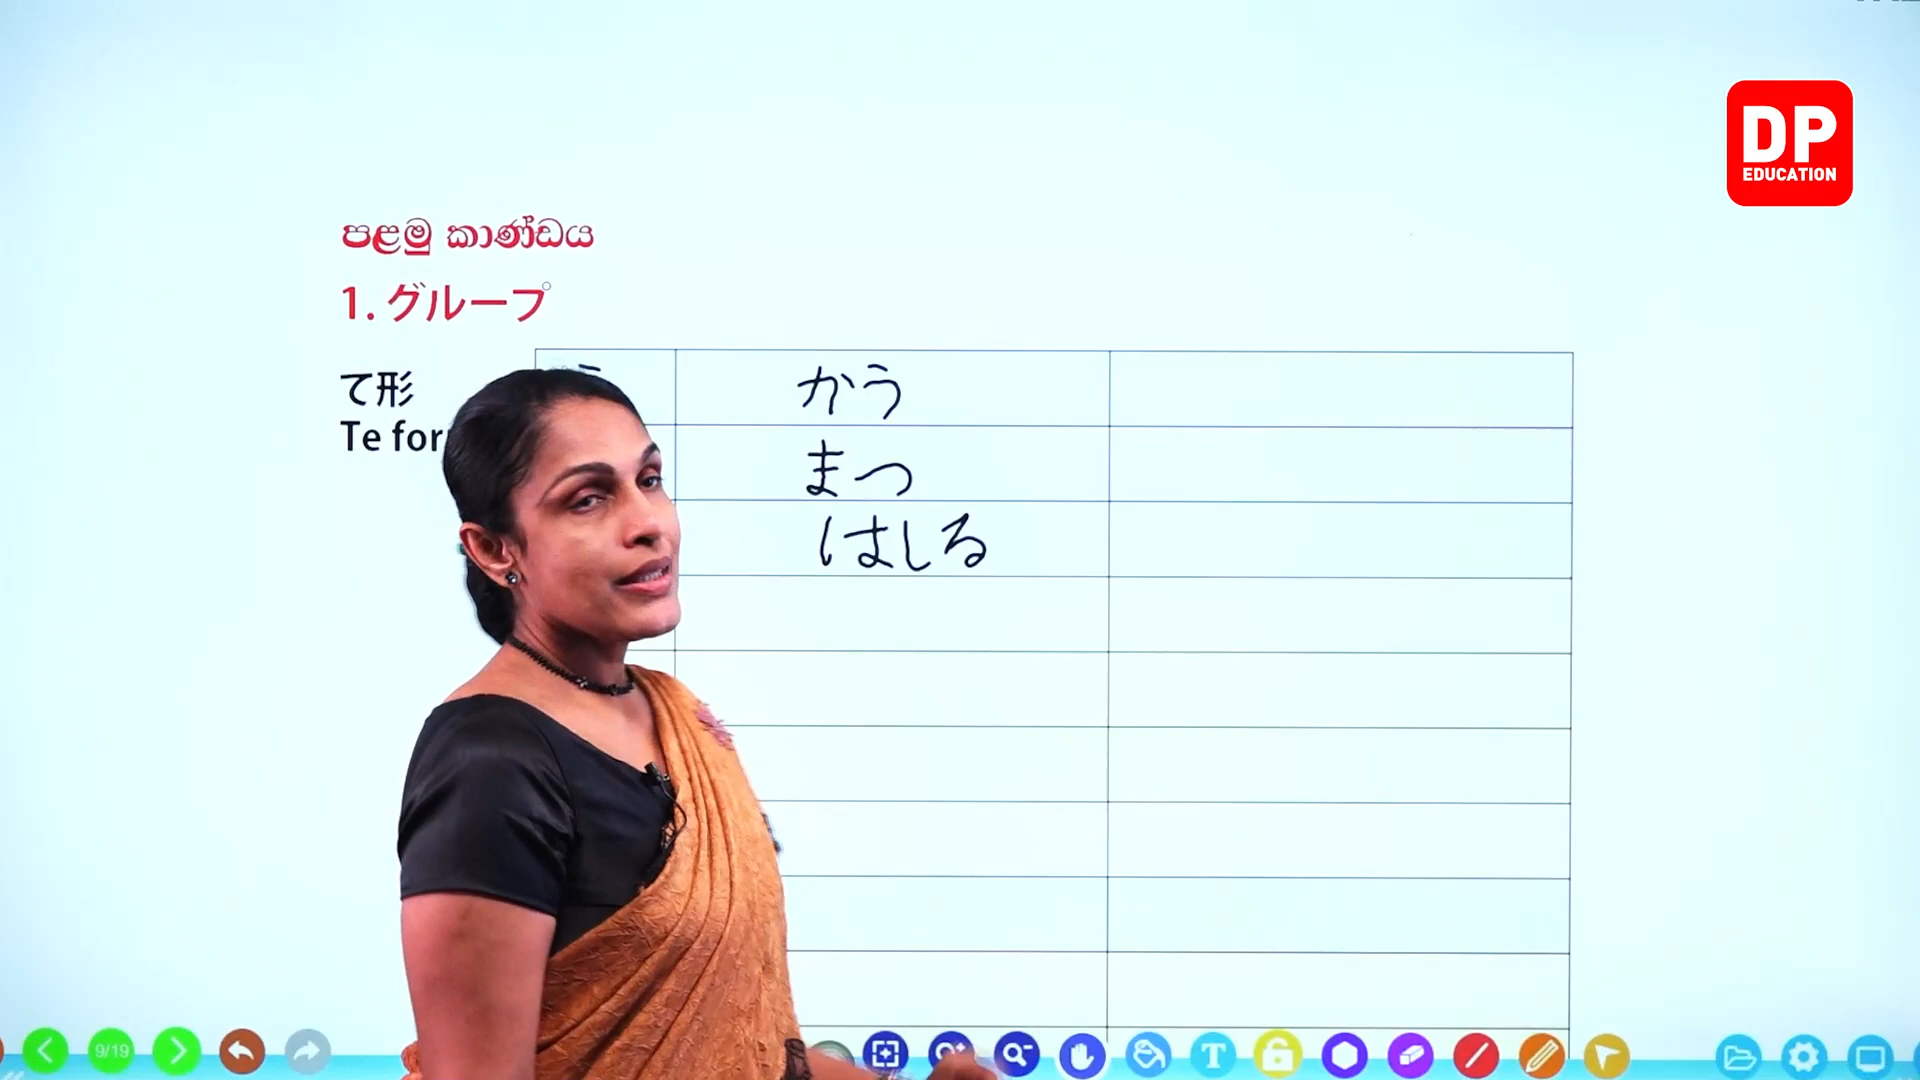 DP
EDUCATION
පළමු කාණ්ඩය
1. グループ
て形
Te for
かう
まつ
はしる
9/19